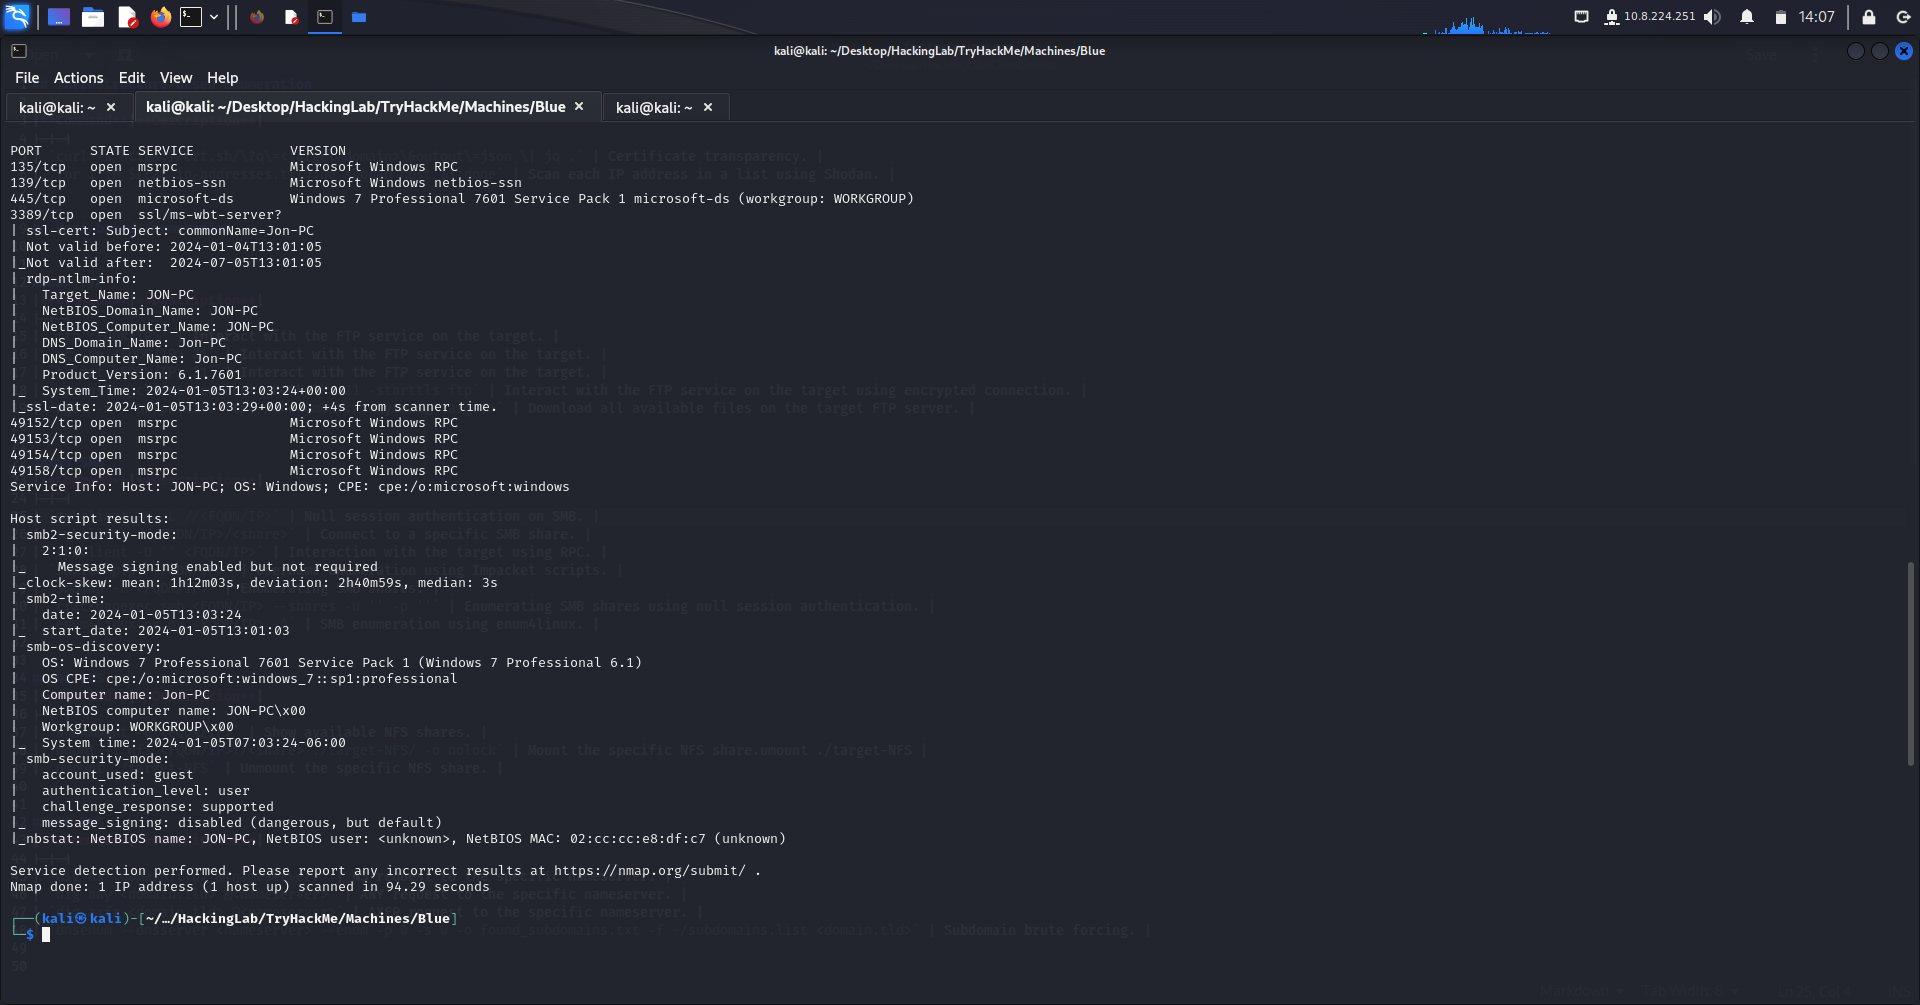 10.8.224.251
14:07
kali@kali: ~/Desktop/HackingLab/TryHackMe/Machines/Blue
File Actions Edit View Help
kali@kali: ~ × kali@kali: ~/Desktop/HackingLab/TryHackMe/Machines/Blue × kali@kali: ~ ×
PORT      STATE SERVICE            VERSION
135/tcp   open  msrpc              Microsoft Windows RPC
139/tcp   open  netbios-ssn        Microsoft Windows netbios-ssn
445/tcp   open  microsoft-ds       Windows 7 Professional 7601 Service Pack 1 microsoft-ds (workgroup: WORKGROUP)
3389/tcp  open  ssl/ms-wbt-server?
| ssl-cert: Subject: commonName=Jon-PC
| Not valid before: 2024-01-04T13:01:05
|_Not valid after:  2024-07-05T13:01:05
| rdp-ntlm-info:
|   Target_Name: JON-PC
|   NetBIOS_Domain_Name: JON-PC
|   NetBIOS_Computer_Name: JON-PC
|   DNS_Domain_Name: Jon-PC
|   DNS_Computer_Name: Jon-PC
|   Product_Version: 6.1.7601
|_  System_Time: 2024-01-05T13:03:24+00:00
|_ssl-date: 2024-01-05T13:03:29+00:00; +4s from scanner time.
49152/tcp open  msrpc              Microsoft Windows RPC
49153/tcp open  msrpc              Microsoft Windows RPC
49154/tcp open  msrpc              Microsoft Windows RPC
49158/tcp open  msrpc              Microsoft Windows RPC
Service Info: Host: JON-PC; OS: Windows; CPE: cpe:/o:microsoft:windows
Host script results:
| smb2-security-mode:
|   2:1:0:
|_    Message signing enabled but not required
|_clock-skew: mean: 1h12m03s, deviation: 2h40m59s, median: 3s
| smb2-time:
|   date: 2024-01-05T13:03:24
|_  start_date: 2024-01-05T13:01:03
| smb-os-discovery:
|   OS: Windows 7 Professional 7601 Service Pack 1 (Windows 7 Professional 6.1)
|   OS CPE: cpe:/o:microsoft:windows_7::sp1:professional
|   Computer name: Jon-PC
|   NetBIOS computer name: JON-PC\x00
|   Workgroup: WORKGROUP\x00
|_  System time: 2024-01-05T07:03:24-06:00
| smb-security-mode:
|   account_used: guest
|   authentication_level: user
|   challenge_response: supported
|_  message_signing: disabled (dangerous, but default)
|_nbstat: NetBIOS name: JON-PC, NetBIOS user: <unknown>, NetBIOS MAC: 02:cc:cc:e8:df:c7 (unknown)
Service detection performed. Please report any incorrect results at https://nmap.org/submit/ .
Nmap done: 1 IP address (1 host up) scanned in 94.29 seconds
┌──(kali㉿kali)-[~/…/HackingLab/TryHackMe/Machines/Blue]
└─$